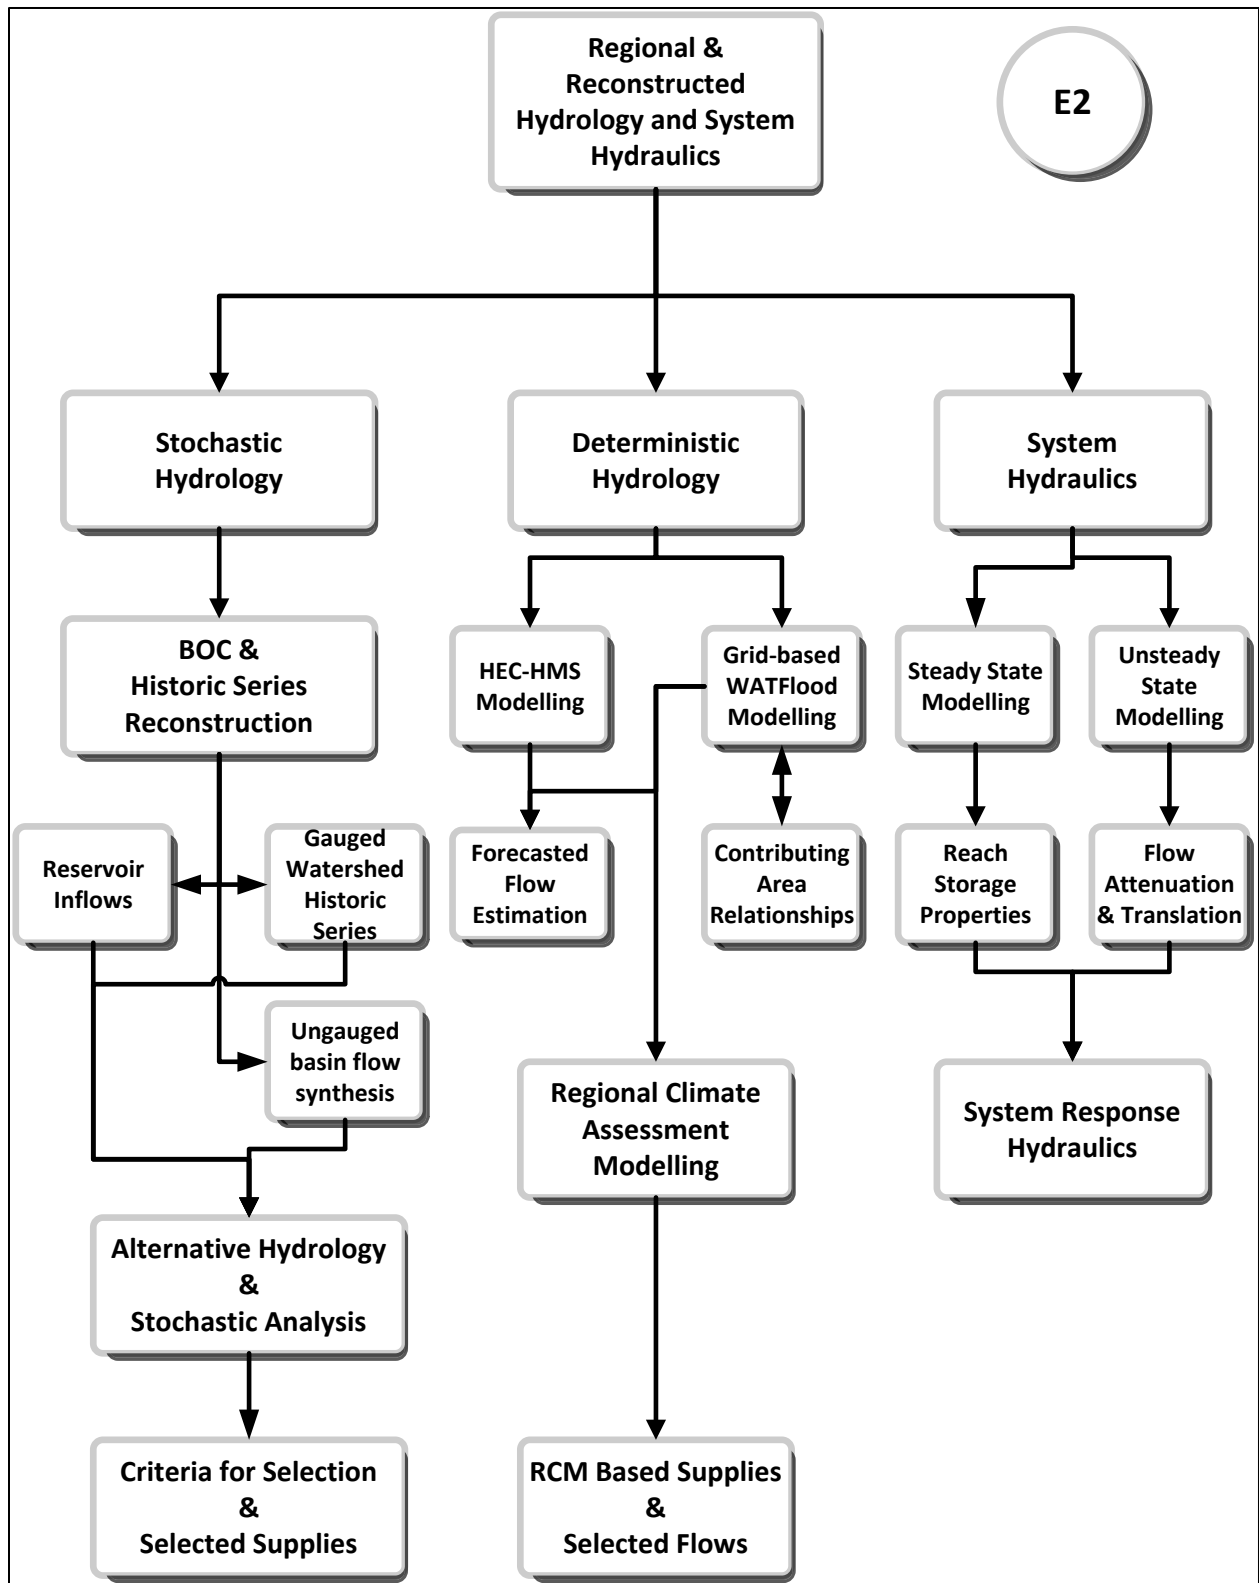 Regional &
Reconstructed
Hydrology and System
Hydraulics
E2
Stochastic
Hydrology
Deterministic
Hydrology
System
Hydraulics
BOC &
Historic Series
Reconstruction
HEC-HMS
Modelling
Grid-based
WATFlood
Modelling
Steady State
Modelling
Unsteady
State
Modelling
Reservoir
Inflows
Gauged
Watershed
Historic
Series
Forecasted
Flow
Estimation
Contributing
Area
Relationships
Reach
Storage
Properties
Flow
Attenuation
& Translation
Ungauged
basin flow
synthesis
Regional Climate
Assessment
Modelling
System Response
Hydraulics
Alternative Hydrology
&
Stochastic Analysis
Criteria for Selection
&
Selected Supplies
RCM Based Supplies
&
Selected Flows